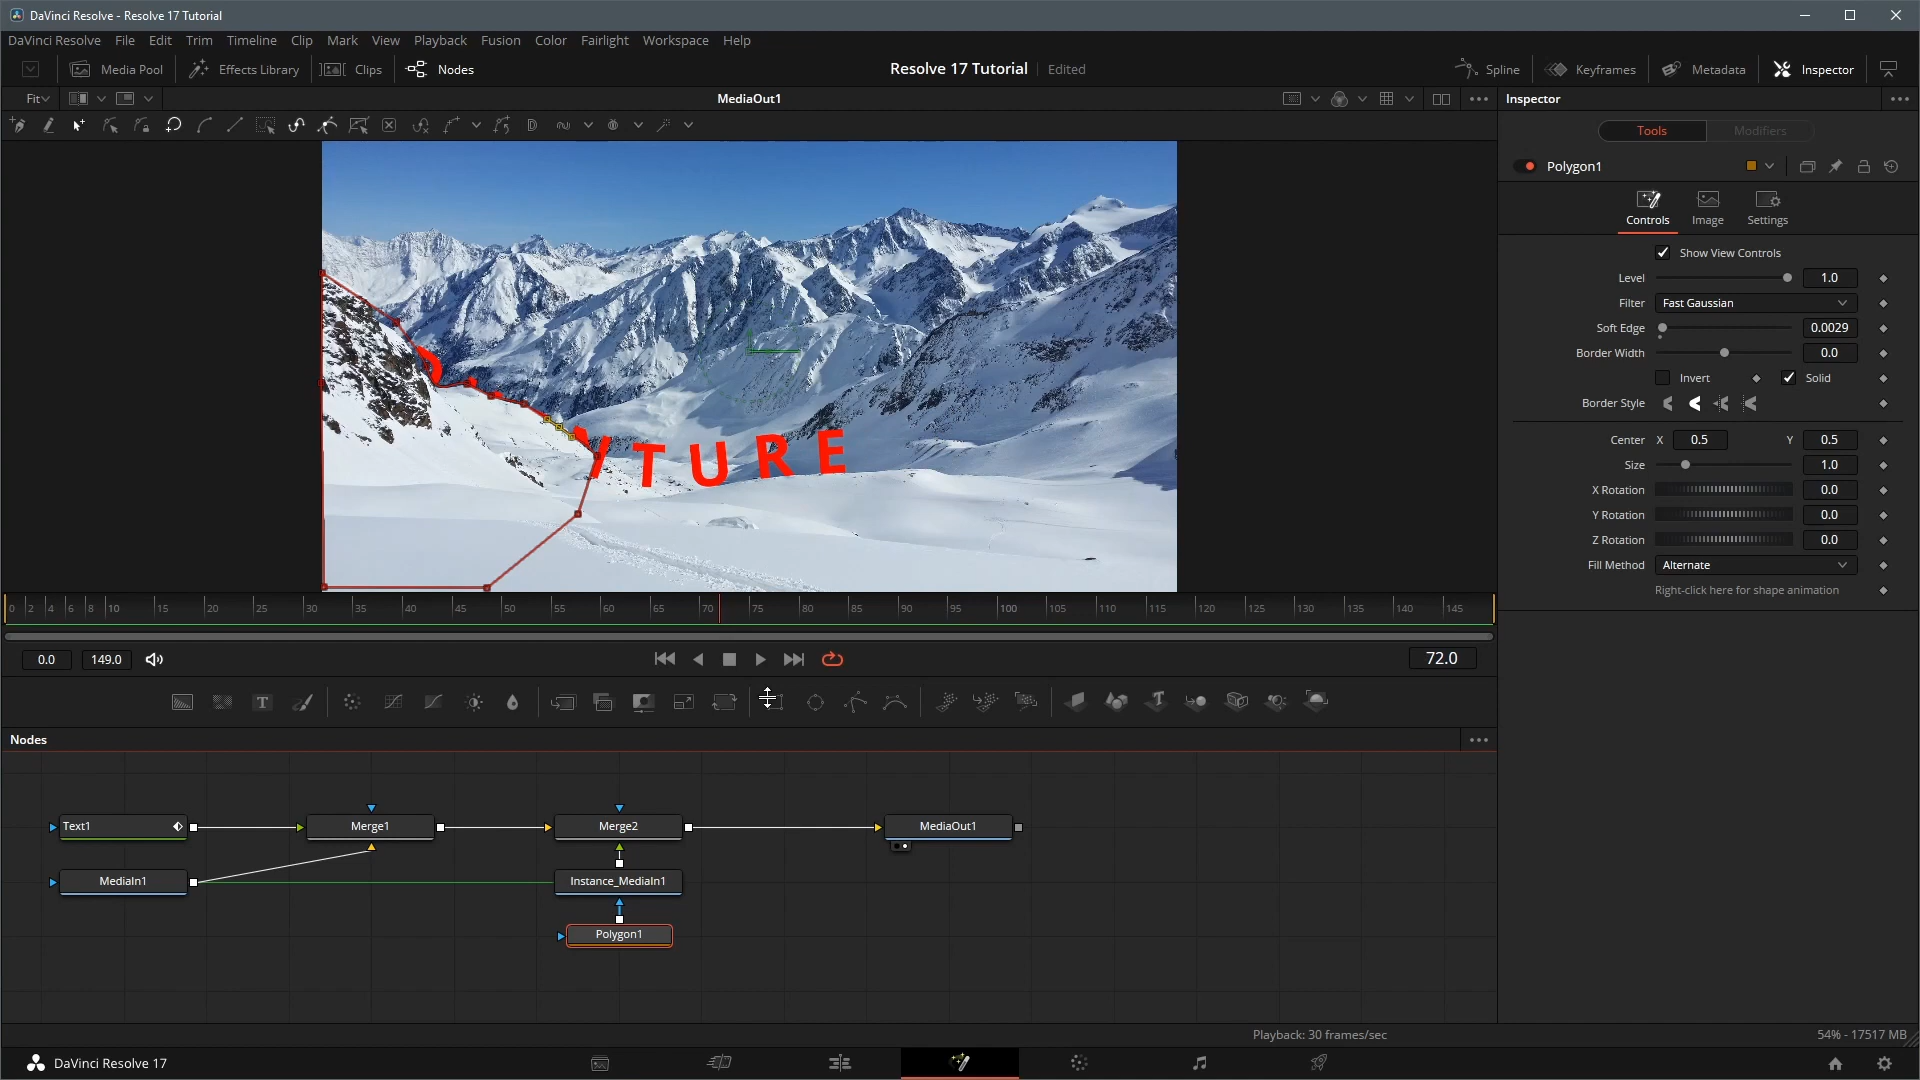 DaVinci Resolve - Resolve 17 Tutorial
DaVinci Resolve File Edit Trim Timeline Clip Mark View Playback Fusion Color Fairlight Workspace Help
Media Pool Effects Library Clips Nodes Resolve 17 Tutorial Edited Spline Keyframes Metadata Inspector
Fit MediaOut1 Inspector
Tools Modifiers
Polygon1
Controls Image Settings
Show View Controls
Level 1.0
Filter Fast Gaussian
Soft Edge 0.0029
Border Width 0.0
Invert Solid
Border Style
Center X 0.5 Y 0.5
Size 1.0
X Rotation 0.0
Y Rotation 0.0
Z Rotation 0.0
Fill Method Alternate
Right-click here for shape animation
TURE
0 2 4 6 8 10 15 20 25 30 35 40 45 50 55 60 65 70 75 80 85 90 95 100 105 110 115 120 125 130 135 140 145
0.0 149.0 72.0
Nodes
Text1 Merge1 Merge2 MediaOut1
MediaIn1 Instance_MediaIn1
Polygon1
Playback: 30 frames/sec 54% - 17517 MB
DaVinci Resolve 17